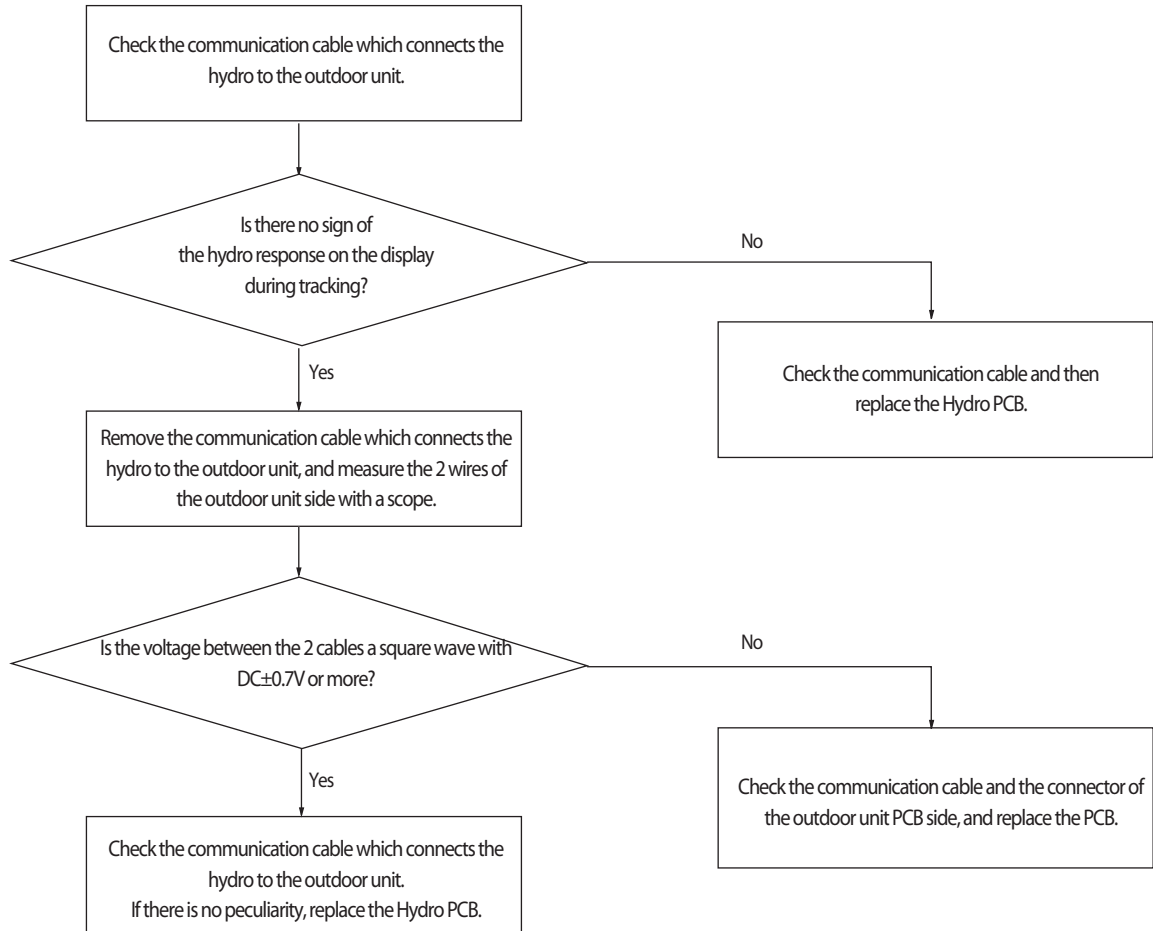 Check the communication cable which connects the
hydro to the outdoor unit.
Is there no sign of
the hydro response on the display
during tracking?
No
Check the communication cable and then
replace the Hydro PCB.
Yes
Remove the communication cable which connects the
hydro to the outdoor unit, and measure the 2 wires of
the outdoor unit side with a scope.
Is the voltage between the 2 cables a square wave with
DC±0.7V or more?
No
Check the communication cable and the connector of
the outdoor unit PCB side, and replace the PCB.
Yes
Check the communication cable which connects the
hydro to the outdoor unit.
If there is no peculiarity, replace the Hydro PCB.